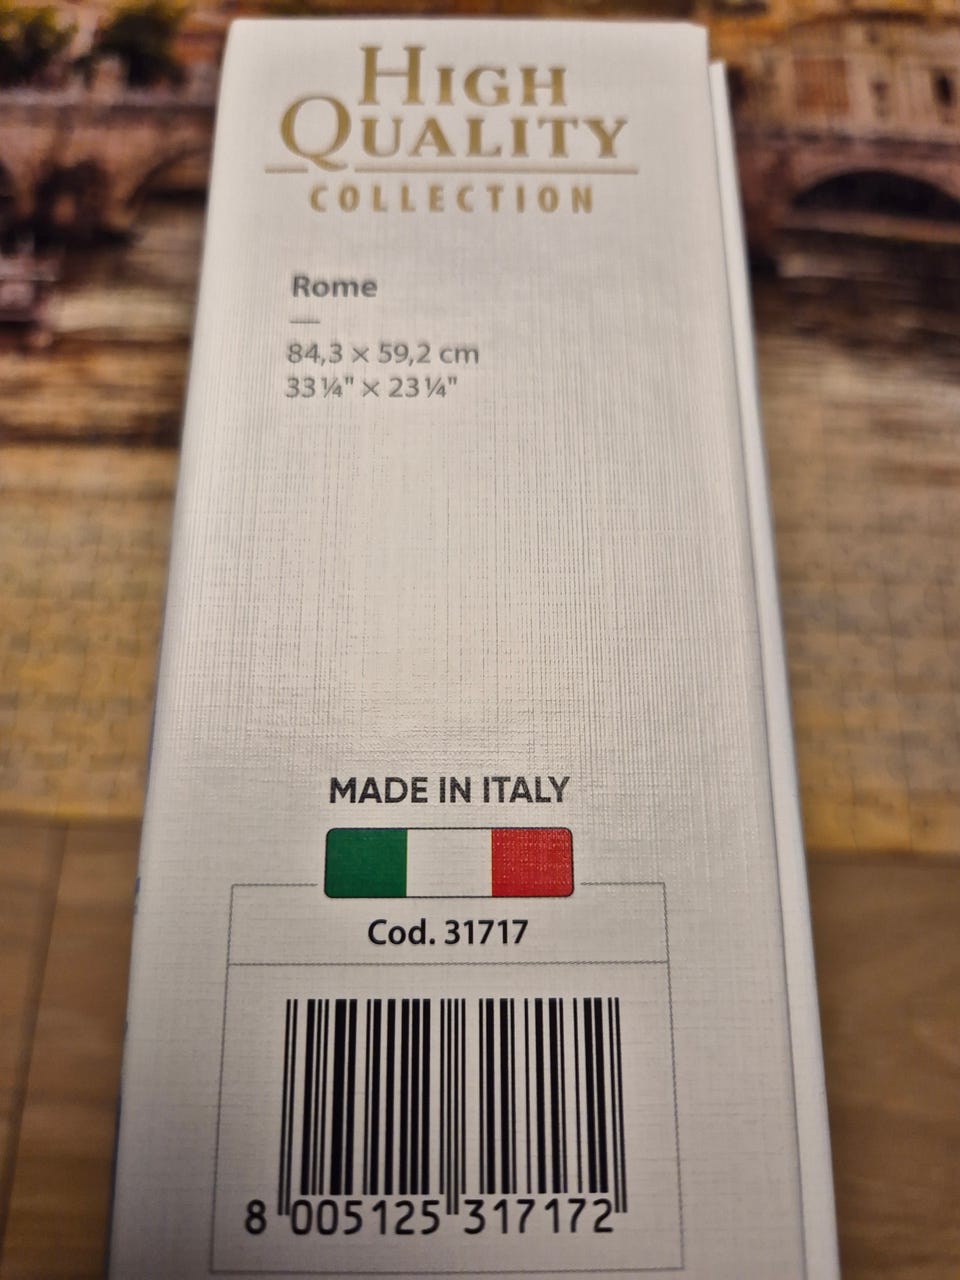 HIGH
QUALITY
COLLECTION
Rome
84,3 × 59,2 cm
33 ¼" × 23 ¼"
MADE IN ITALY
Cod. 31717
8 005125 317172